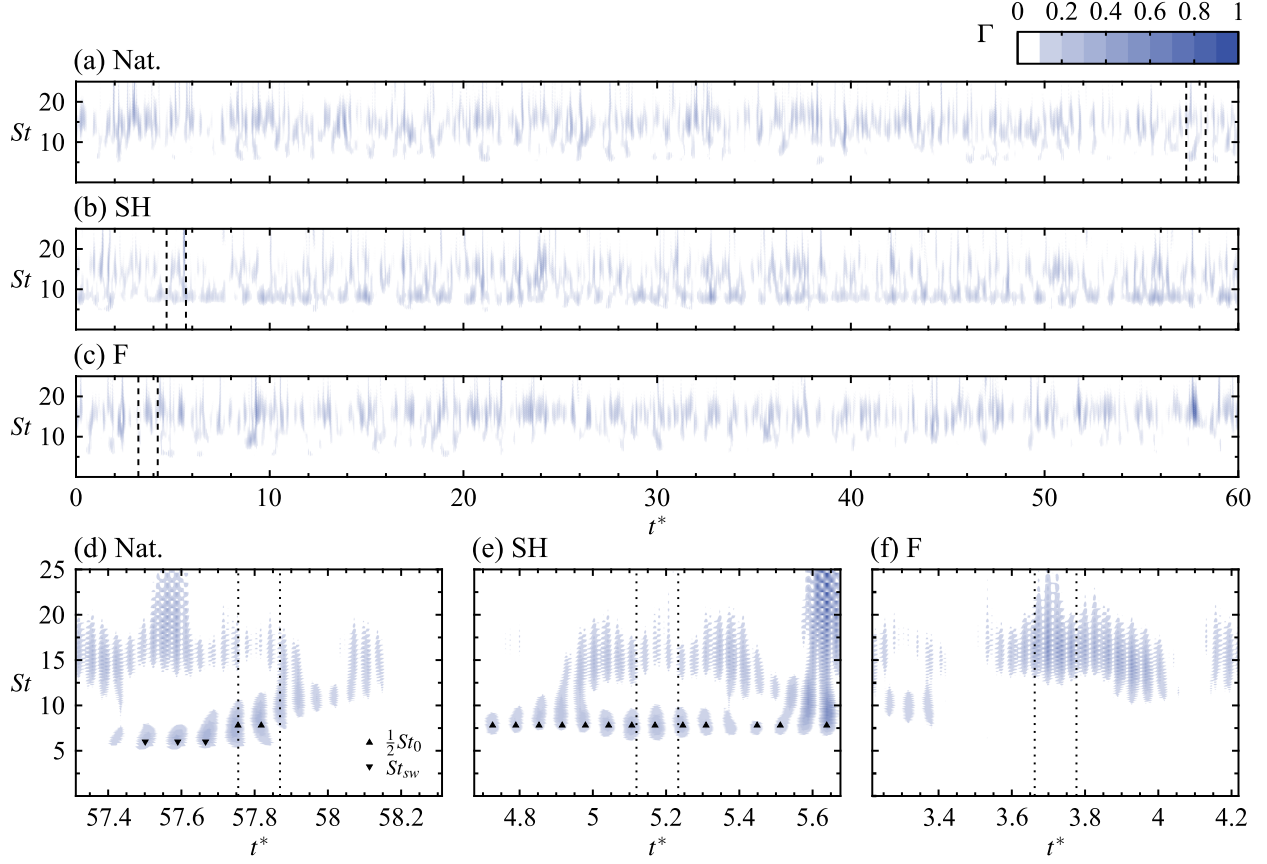 0 0.2 0.4 0.6 0.8 1
Γ
(a) Nat.
20
St
10
(b) SH
20
St
10
(c) F
20
St
10
0 10 20 30 40 50 60
t*
(d) Nat. (e) SH (f) F
25
20
15
St
10
5
▲ ½St₀
▼ St_sw
57.4 57.6 57.8 58 58.2
4.8 5 5.2 5.4 5.6
3.4 3.6 3.8 4 4.2
t* t* t*